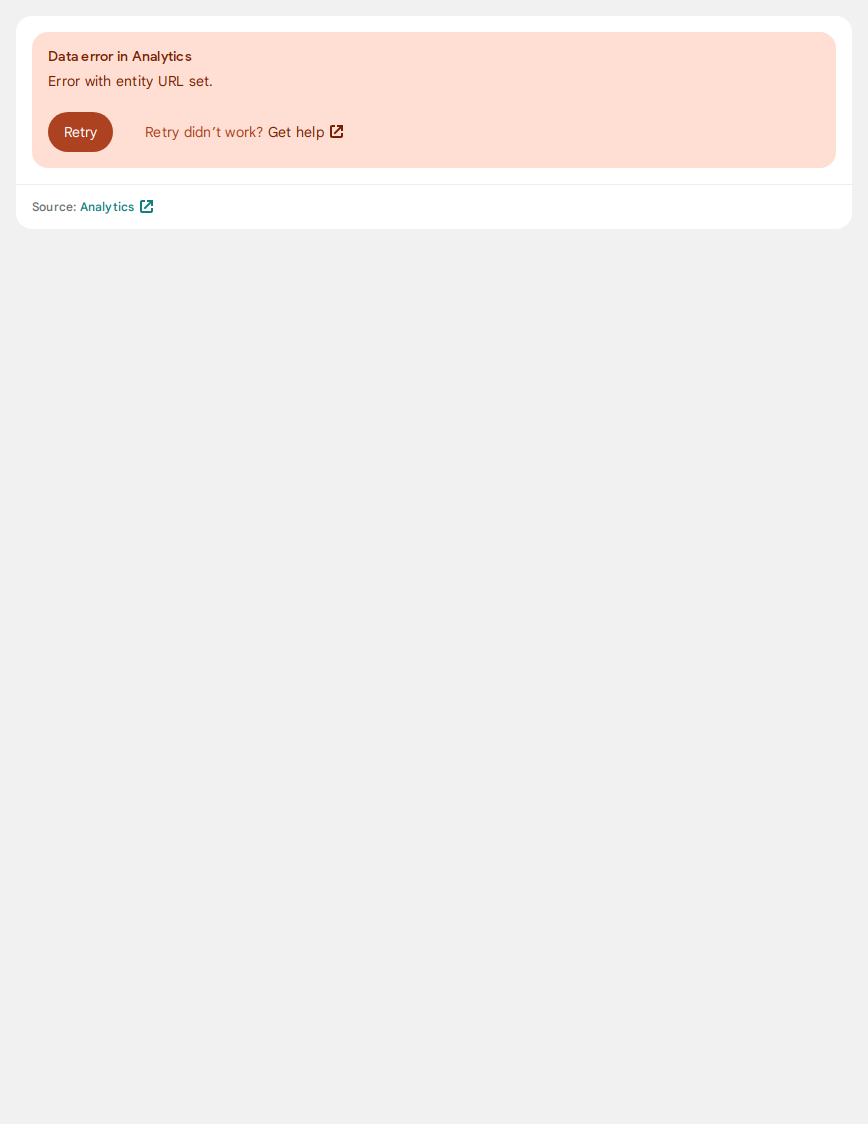 Data error in Analytics
Error with entity URL set.
Retry
Retry didn’t work? Get help
Source: Analytics